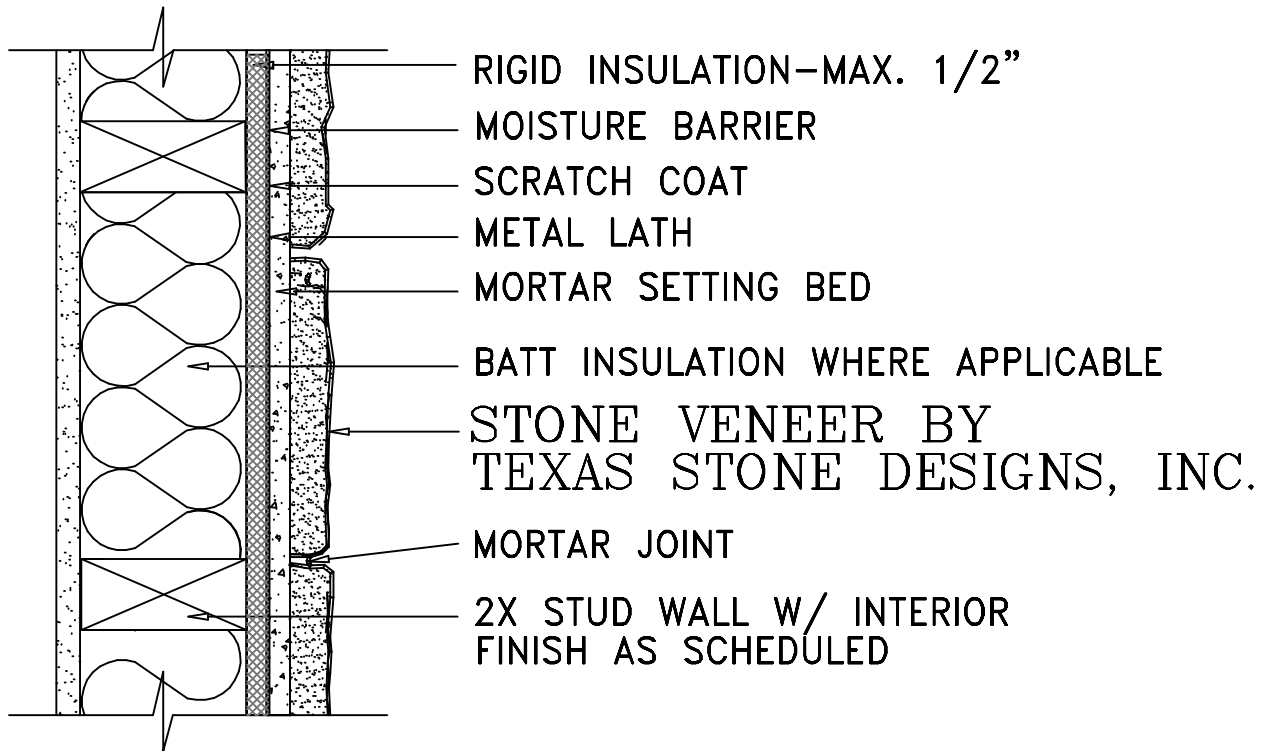 RIGID INSULATION-MAX. 1/2"
MOISTURE BARRIER
SCRATCH COAT
METAL LATH
MORTAR SETTING BED
BATT INSULATION WHERE APPLICABLE
STONE VENEER BY
TEXAS STONE DESIGNS, INC.
MORTAR JOINT
2X STUD WALL W/ INTERIOR
FINISH AS SCHEDULED